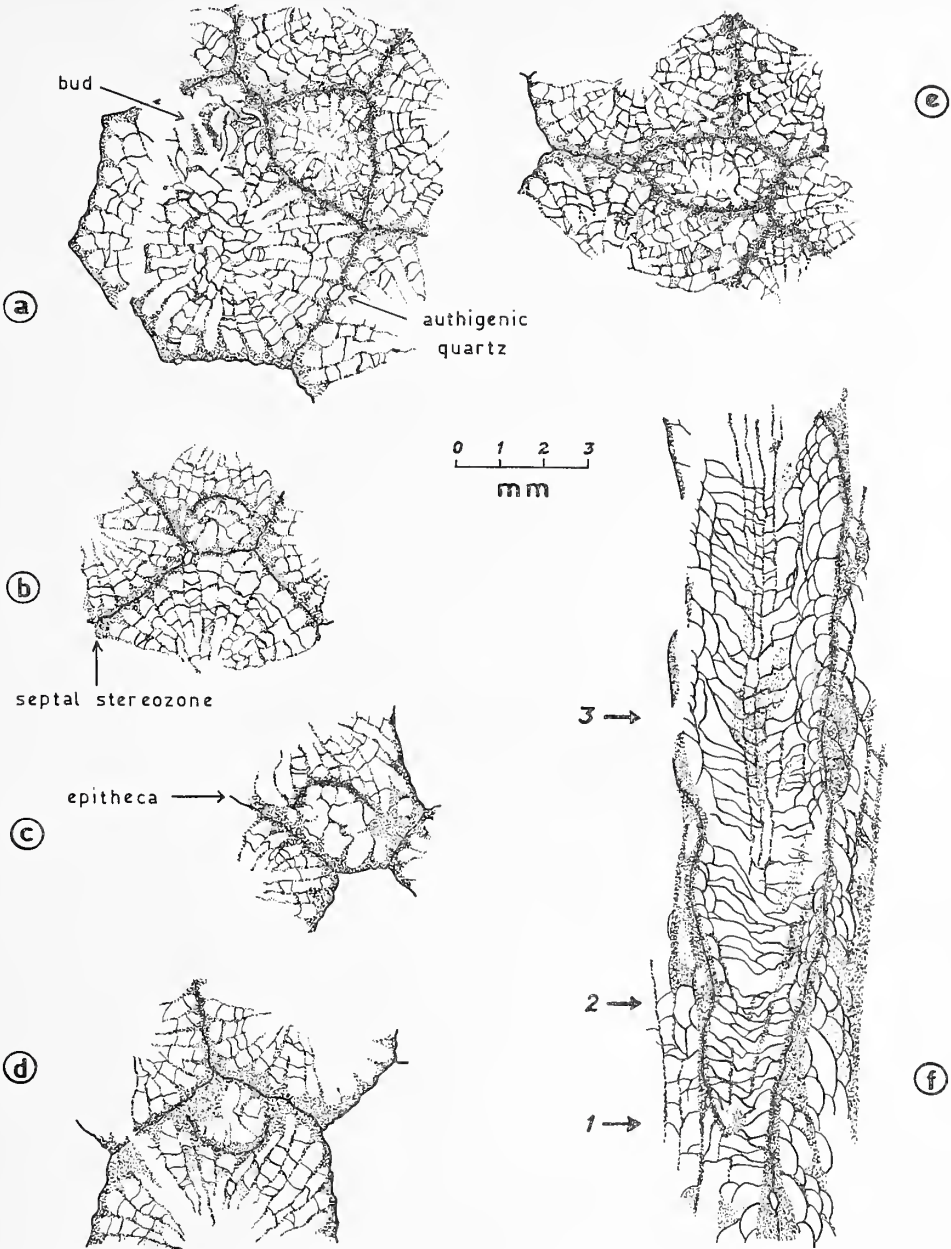 bud
a
authigenic
quartz
e
0 1 2 3
mm
b
septal stereozone
epitheca
c
3
2
1
d
f